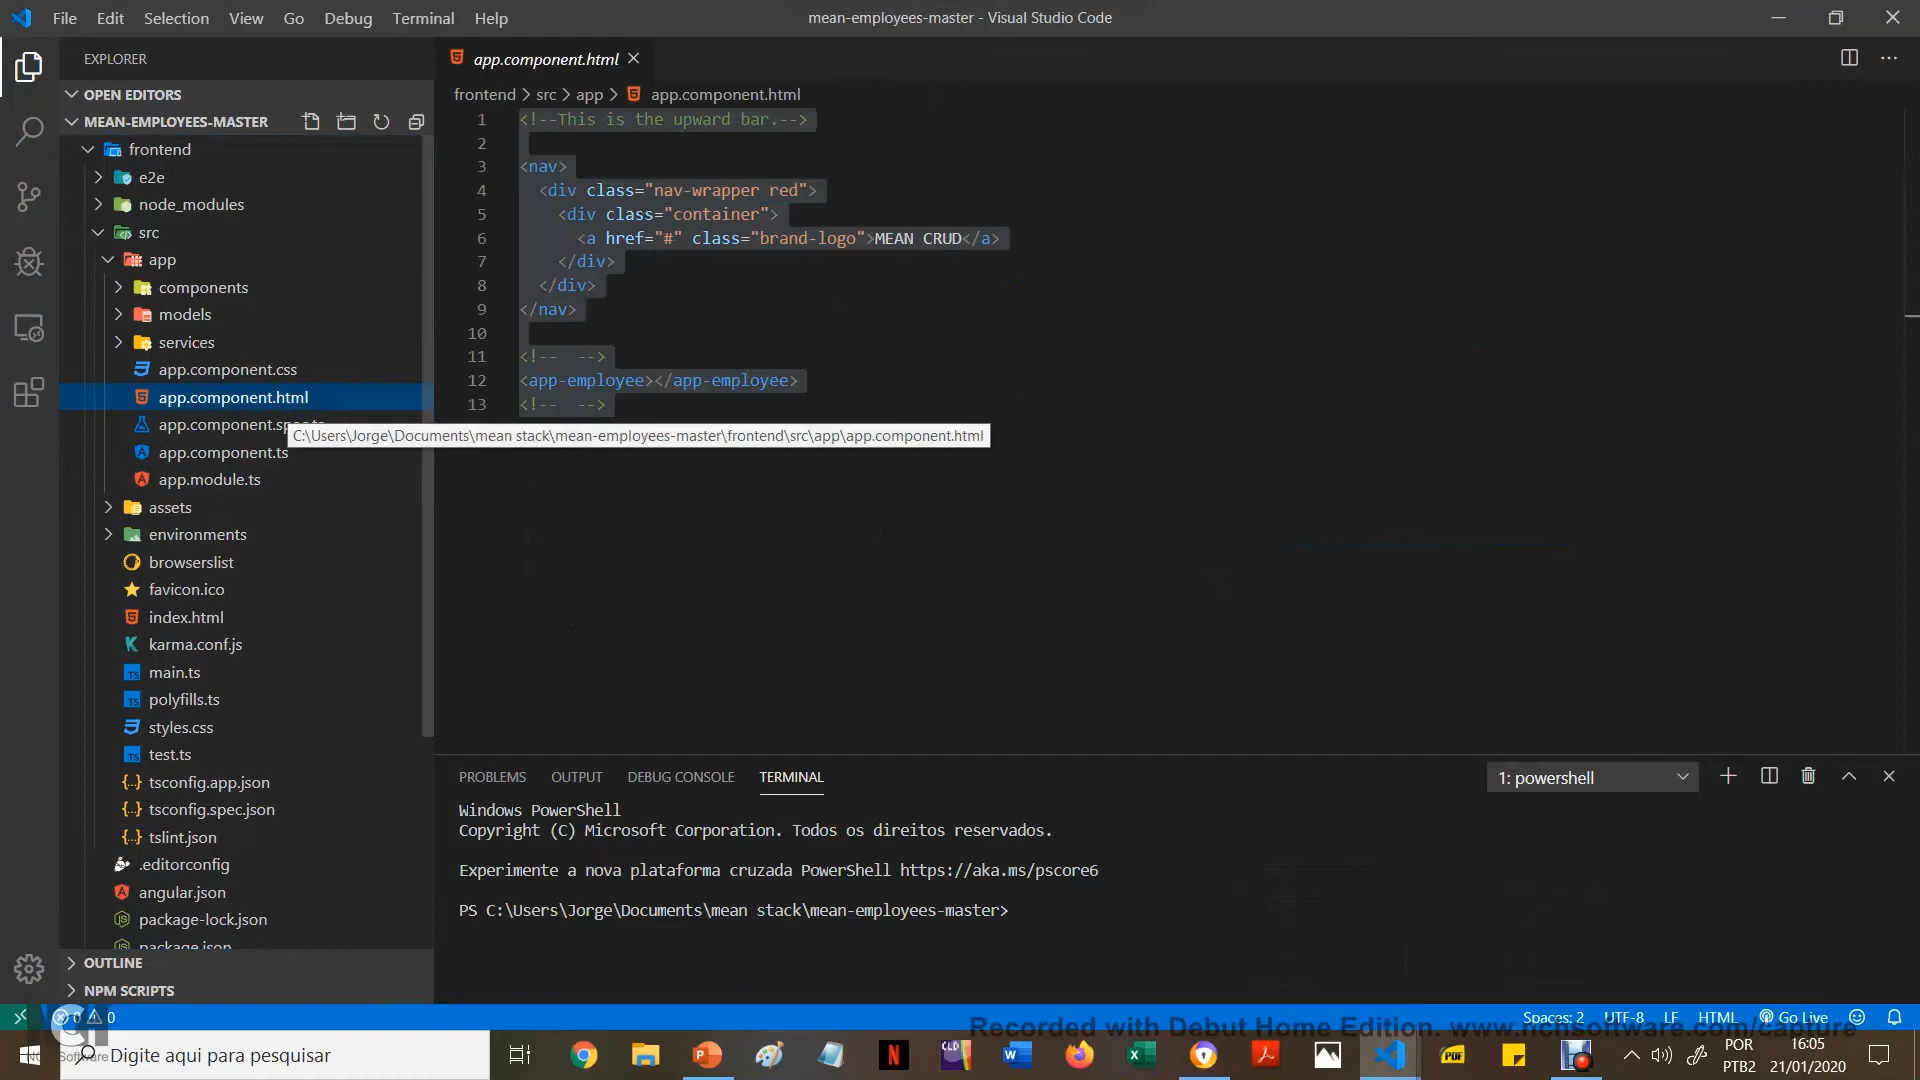 File Edit Selection View Go Debug Terminal Help
mean-employees-master - Visual Studio Code
EXPLORER
OPEN EDITORS
MEAN-EMPLOYEES-MASTER
frontend
e2e
node_modules
src
app
components
models
services
app.component.css
app.component.html
app.component.spec.ts
app.component.ts
app.module.ts
assets
environments
browserslist
favicon.ico
index.html
karma.conf.js
main.ts
polyfills.ts
styles.css
test.ts
tsconfig.app.json
tsconfig.spec.json
tslint.json
.editorconfig
angular.json
package-lock.json
package.json
OUTLINE
NPM SCRIPTS
app.component.html
frontend > src > app > app.component.html
1 <!--This is the upward bar.-->
2
3 <nav>
4 <div class="nav-wrapper red">
5 <div class="container">
6 <a href="#" class="brand-logo">MEAN CRUD</a>
7 </div>
8 </div>
9 </nav>
10
11 <!-- -->
12 <app-employee></app-employee>
13 <!-- -->
C:\Users\Jorge\Documents\mean stack\mean-employees-master\frontend\src\app\app.component.html
PROBLEMS OUTPUT DEBUG CONSOLE TERMINAL
1: powershell
Windows PowerShell
Copyright (C) Microsoft Corporation. Todos os direitos reservados.
Experimente a nova plataforma cruzada PowerShell https://aka.ms/pscore6
PS C:\Users\Jorge\Documents\mean stack\mean-employees-master>
0 0
Spaces: 2 UTF-8 LF HTML Go Live
Recorded with Debut Home Edition. www.nchsoftware.com/capture
NCH Software
Digite aqui para pesquisar
POR
PTB2
16:05
21/01/2020